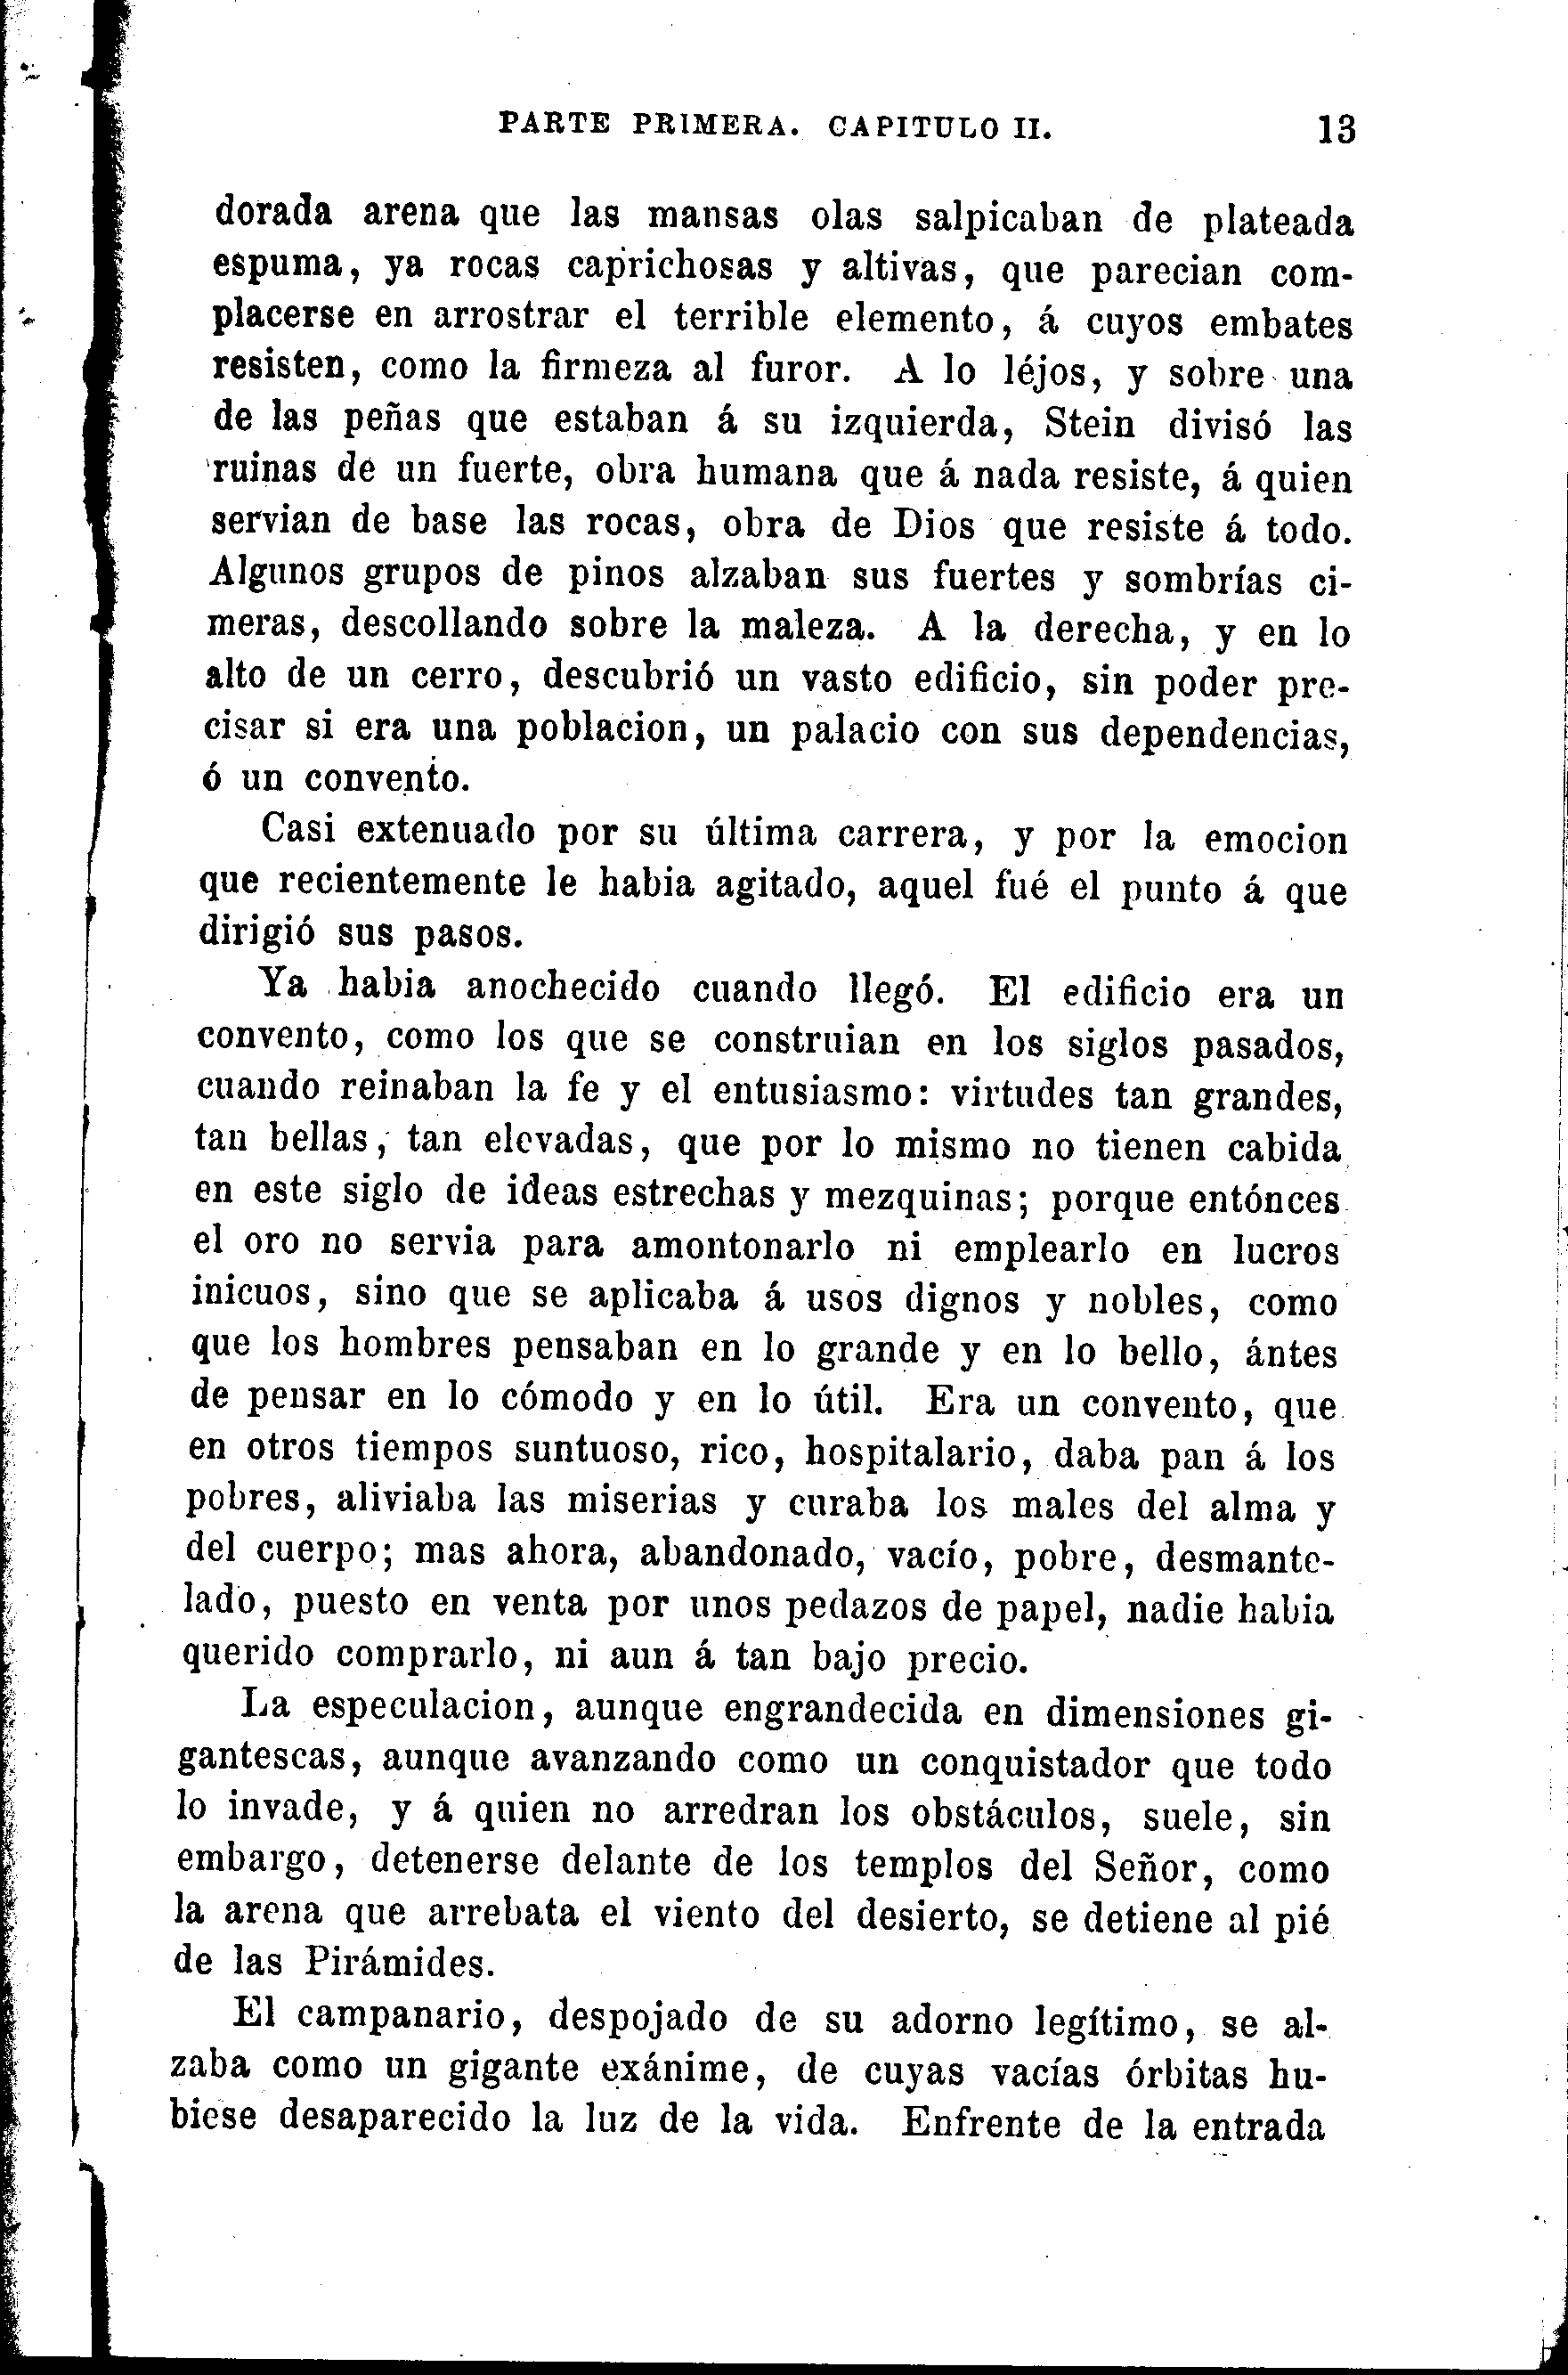 PARTE PRIMERA. CAPITULO II. 13
dorada arena que las mansas olas salpicaban de plateada
espuma, ya rocas caprichosas y altivas, que parecian com-
placerse en arrostrar el terrible elemento, á cuyos embates
resisten, como la firmeza al furor. A lo léjos, y sobre una
de las peñas que estaban á su izquierda, Stein divisó las
ruinas de un fuerte, obra humana que á nada resiste, á quien
servian de base las rocas, obra de Dios que resiste á todo.
Algunos grupos de pinos alzaban sus fuertes y sombrías ci-
meras, descollando sobre la maleza. A la derecha, y en lo
alto de un cerro, descubrió un vasto edificio, sin poder pre-
cisar si era una poblacion, un palacio con sus dependencias,
ó un convento.
Casi extenuado por su última carrera, y por la emocion
que recientemente le habia agitado, aquel fué el punto á que
dirigió sus pasos.
Ya habia anochecido cuando llegó. El edificio era un
convento, como los que se construian en los siglos pasados,
cuando reinaban la fe y el entusiasmo: virtudes tan grandes,
tan bellas, tan elevadas, que por lo mismo no tienen cabida
en este siglo de ideas estrechas y mezquinas; porque entónces
el oro no servia para amontonarlo ni emplearlo en lucros
inicuos, sino que se aplicaba á usos dignos y nobles, como
que los hombres pensaban en lo grande y en lo bello, ántes
de pensar en lo cómodo y en lo útil. Era un convento, que
en otros tiempos suntuoso, rico, hospitalario, daba pan á los
pobres, aliviaba las miserias y curaba los males del alma y
del cuerpo; mas ahora, abandonado, vacío, pobre, desmante-
lado, puesto en venta por unos pedazos de papel, nadie habia
querido comprarlo, ni aun á tan bajo precio.
La especulacion, aunque engrandecida en dimensiones gi-
gantescas, aunque avanzando como un conquistador que todo
lo invade, y á quien no arredran los obstáculos, suele, sin
embargo, detenerse delante de los templos del Señor, como
la arena que arrebata el viento del desierto, se detiene al pié
de las Pirámides.
El campanario, despojado de su adorno legítimo, se al-
zaba como un gigante exánime, de cuyas vacías órbitas hu-
biese desaparecido la luz de la vida. Enfrente de la entrada